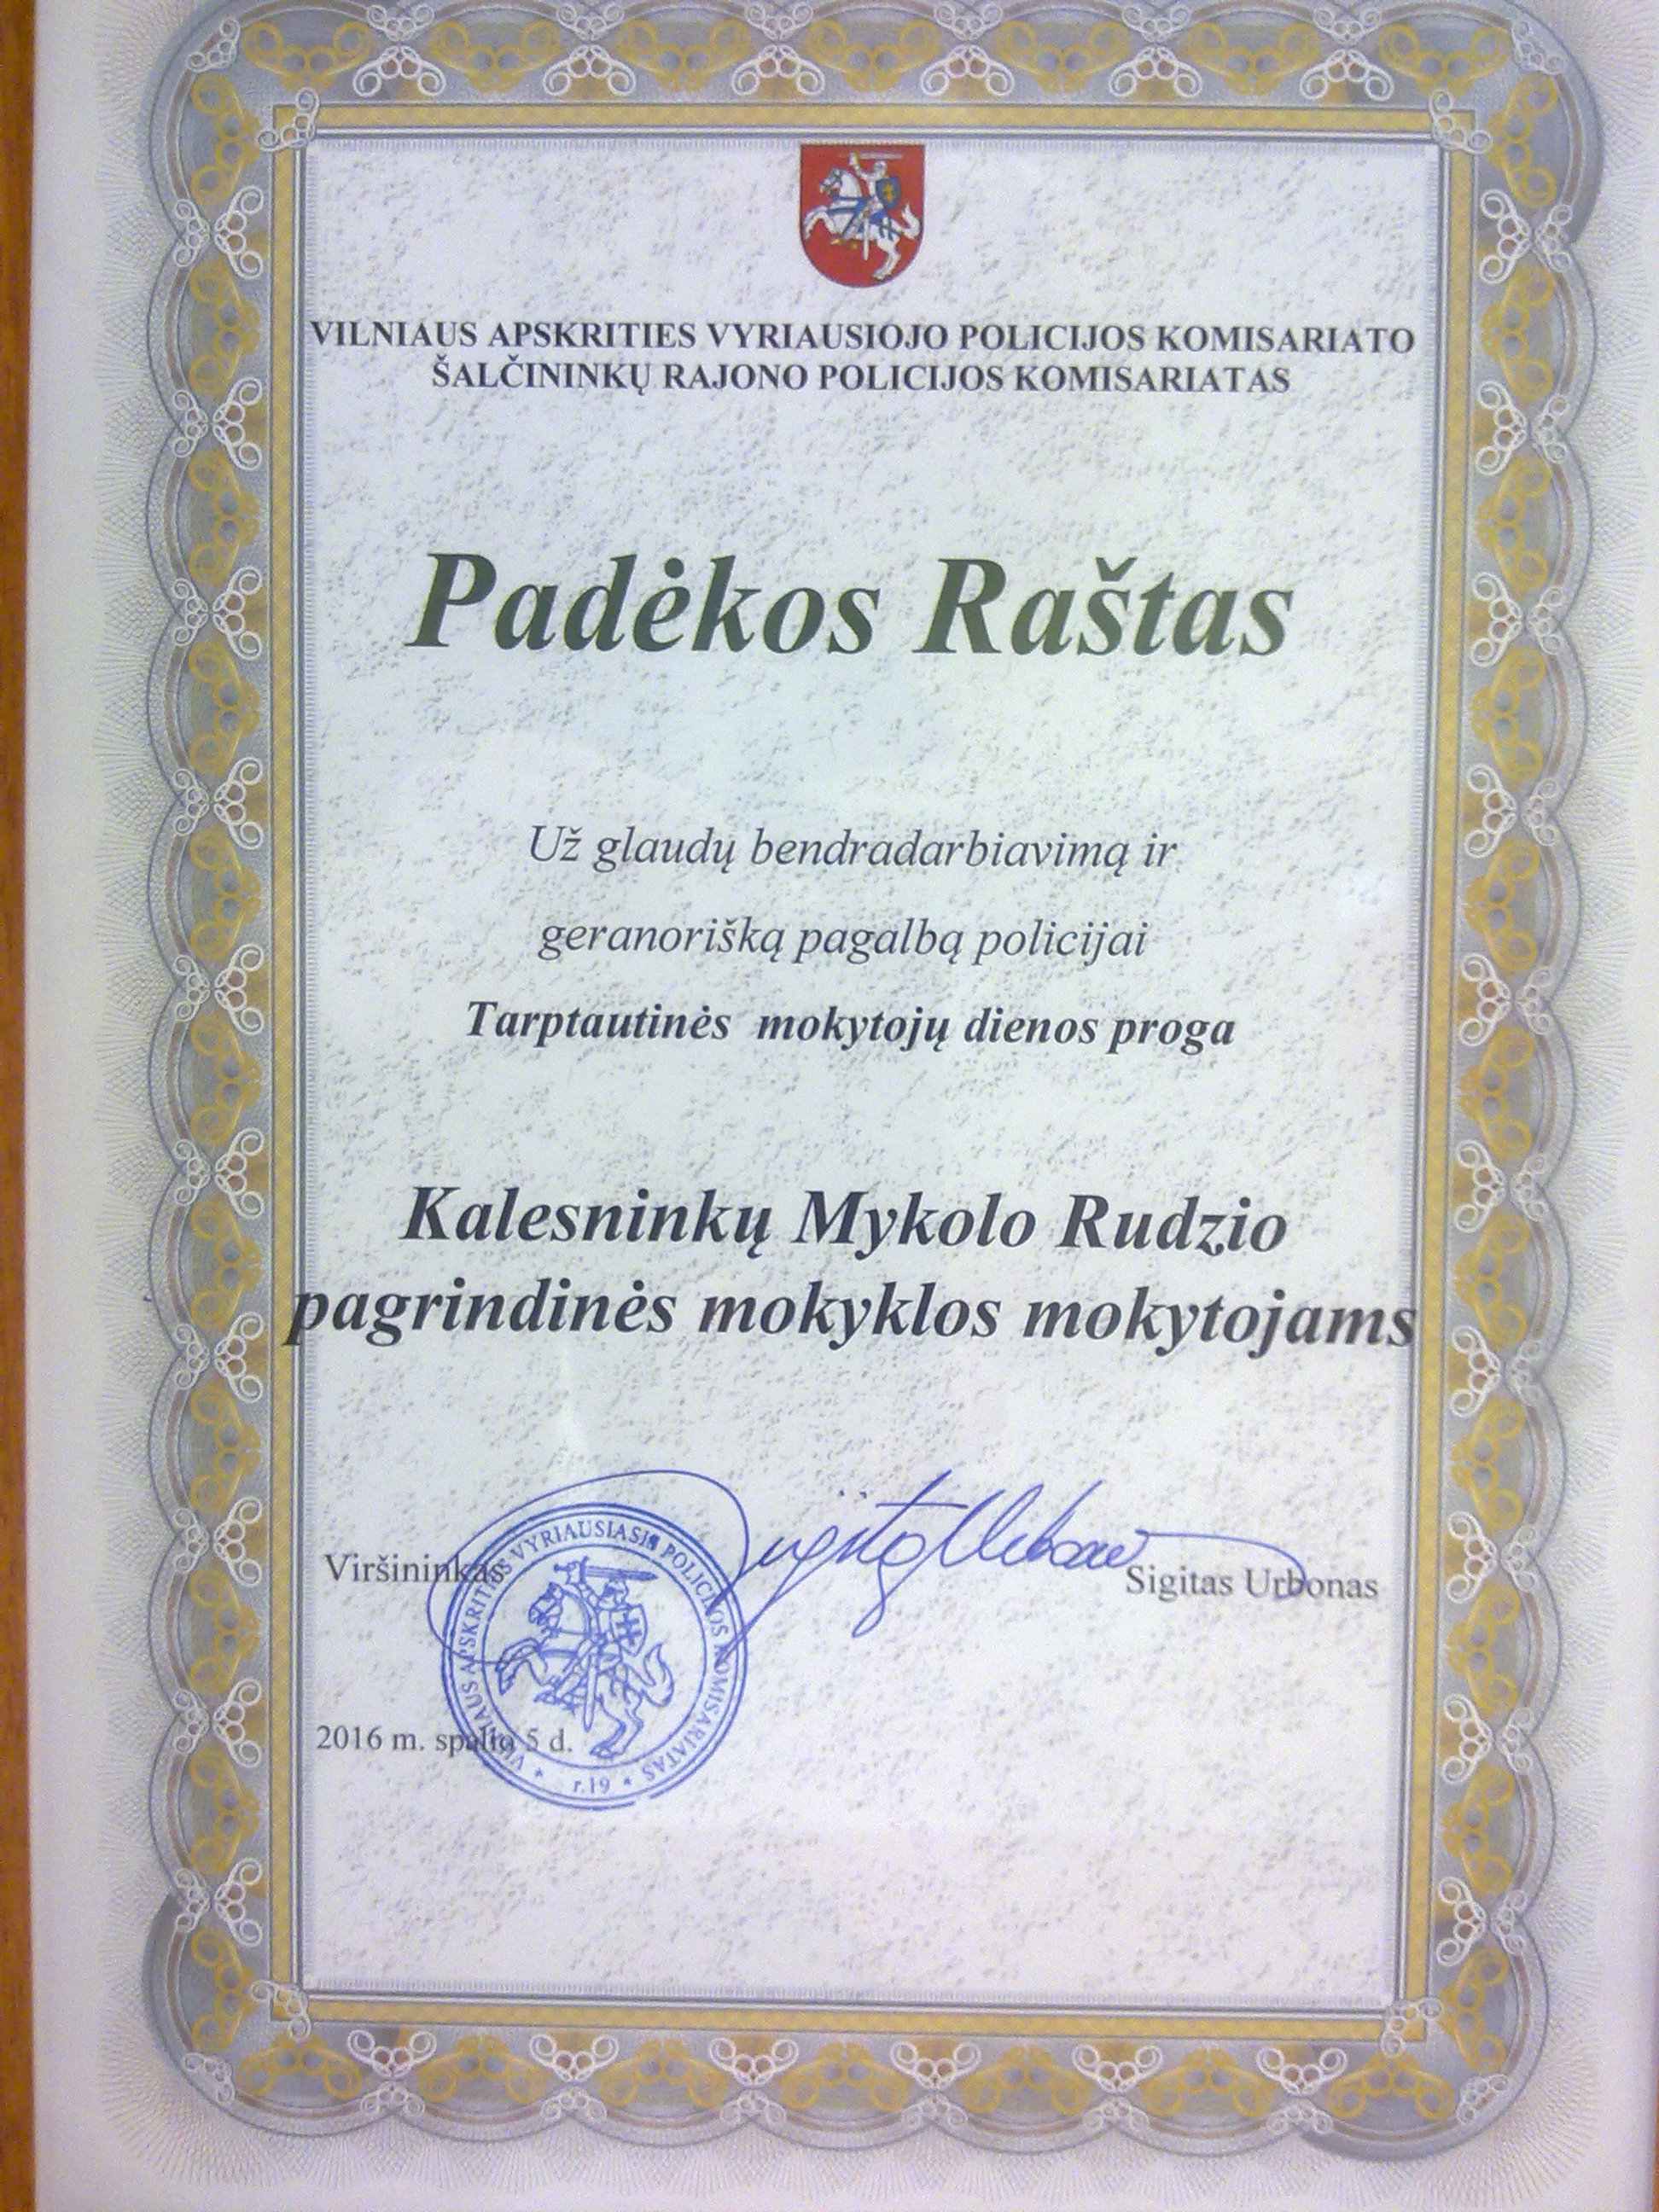 VILNIAUS APSKRITIES VYRIAUSIOJO POLICIJOS KOMISARIATO
ŠALČININKŲ RAJONO POLICIJOS KOMISARIATAS
Padėkos Raštas
Už glaudų bendradarbiavimą ir
geranorišką pagalbą policijai
Tarptautinės mokytojų dienos proga
Kalesninkų Mykolo Rudzio
pagrindinės mokyklos mokytojams
Viršininkas
Sigitas Urbonas
VILNIAUS APSKRITIES VYRIAUSIASIS POLICIJOS KOMISARIATAS
r.19
2016 m. spalio 5 d.